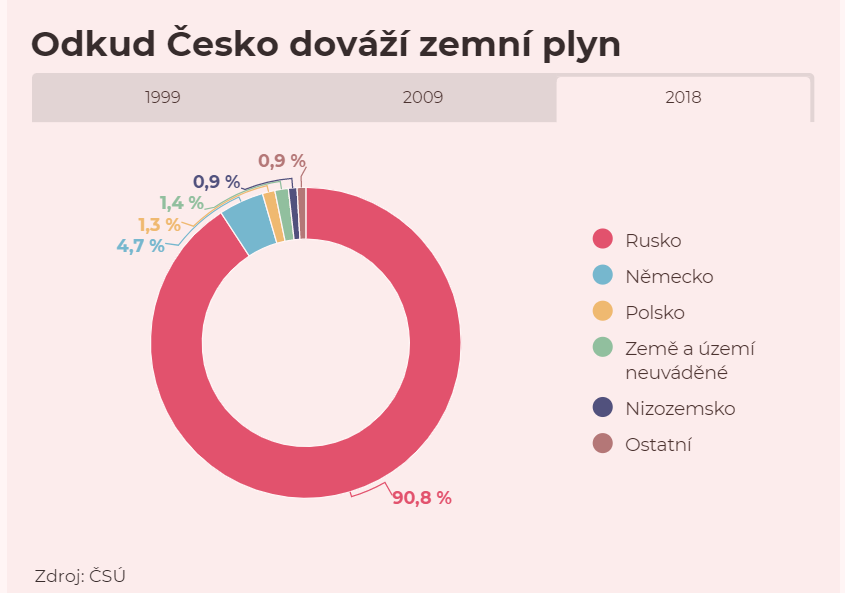 Odkud Česko dováží zemní plyn
1999
2009
2018
0,9 %
0,9 %
1,4 %
1,3 %
4,7 %
90,8 %
Rusko
Německo
Polsko
Země a území
neuváděné
Nizozemsko
Ostatní
Zdroj: ČSÚ